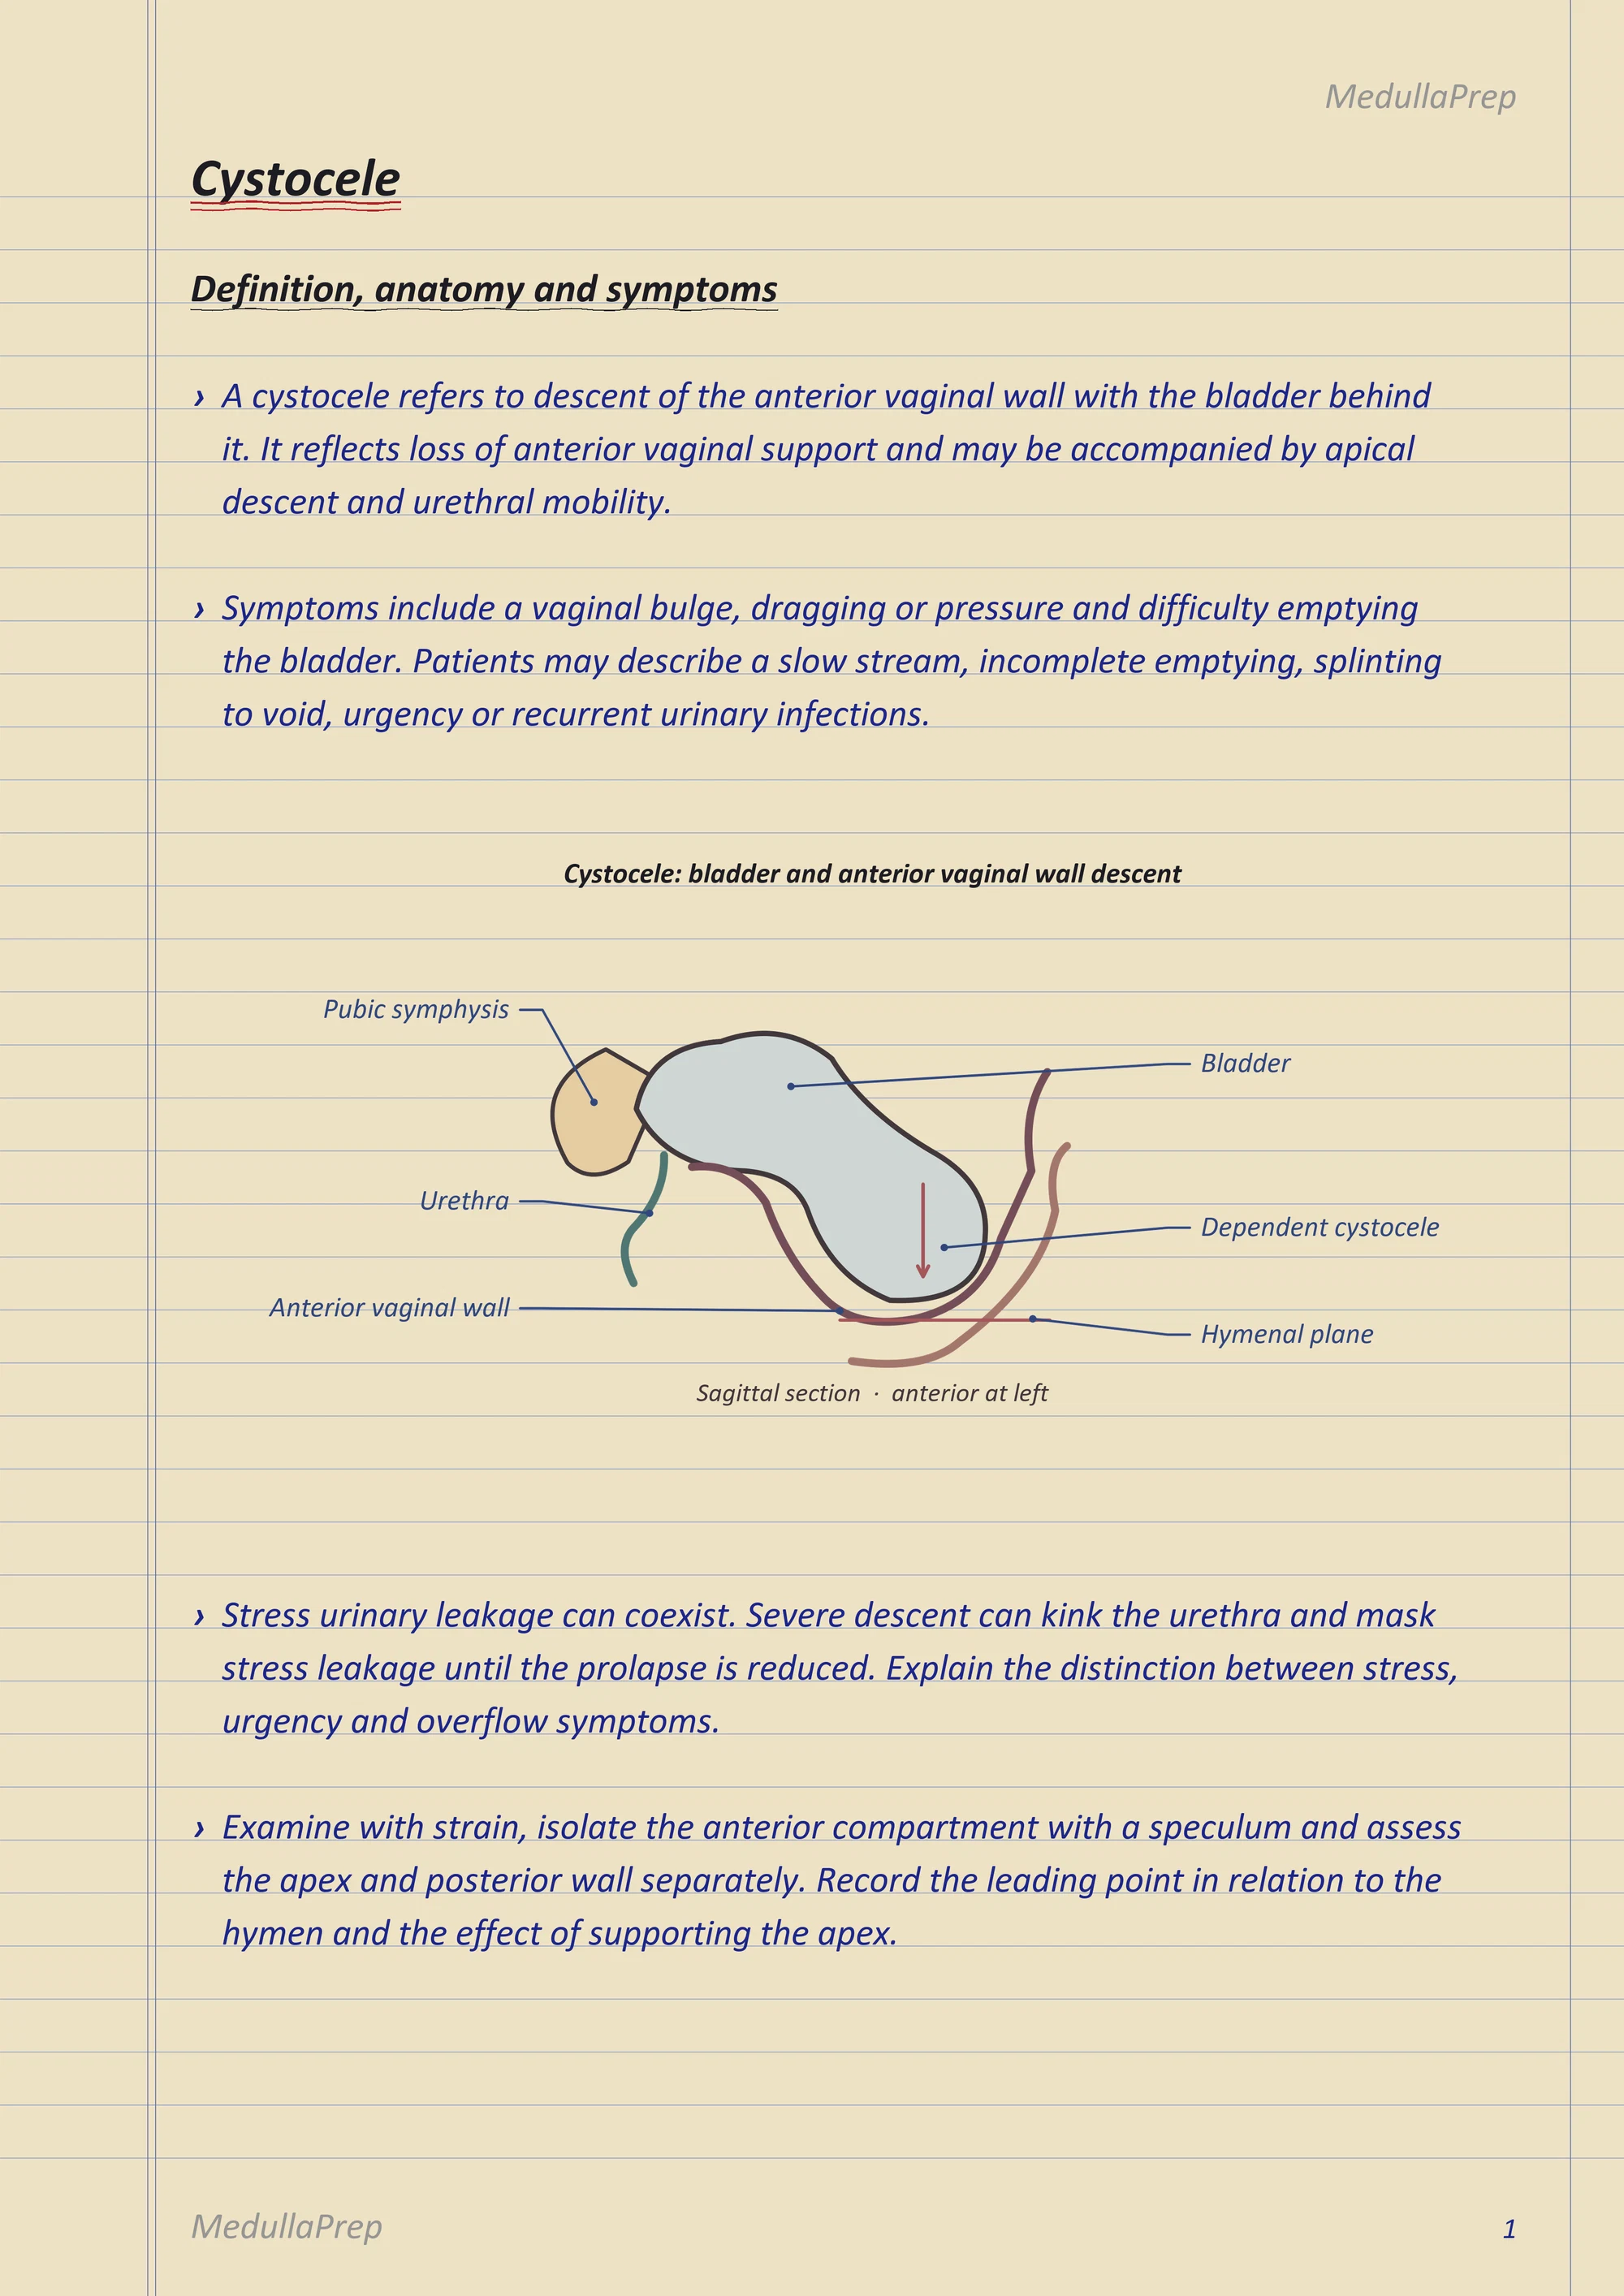 MedullaPrep
Cystocele
Definition, anatomy and symptoms
› A cystocele refers to descent of the anterior vaginal wall with the bladder behind
it. It reflects loss of anterior vaginal support and may be accompanied by apical
descent and urethral mobility.
› Symptoms include a vaginal bulge, dragging or pressure and difficulty emptying
the bladder. Patients may describe a slow stream, incomplete emptying, splinting
to void, urgency or recurrent urinary infections.
Cystocele: bladder and anterior vaginal wall descent
Pubic symphysis
Bladder
Urethra
Dependent cystocele
Anterior vaginal wall
Hymenal plane
Sagittal section · anterior at left
› Stress urinary leakage can coexist. Severe descent can kink the urethra and mask
stress leakage until the prolapse is reduced. Explain the distinction between stress,
urgency and overflow symptoms.
› Examine with strain, isolate the anterior compartment with a speculum and assess
the apex and posterior wall separately. Record the leading point in relation to the
hymen and the effect of supporting the apex.
MedullaPrep
1